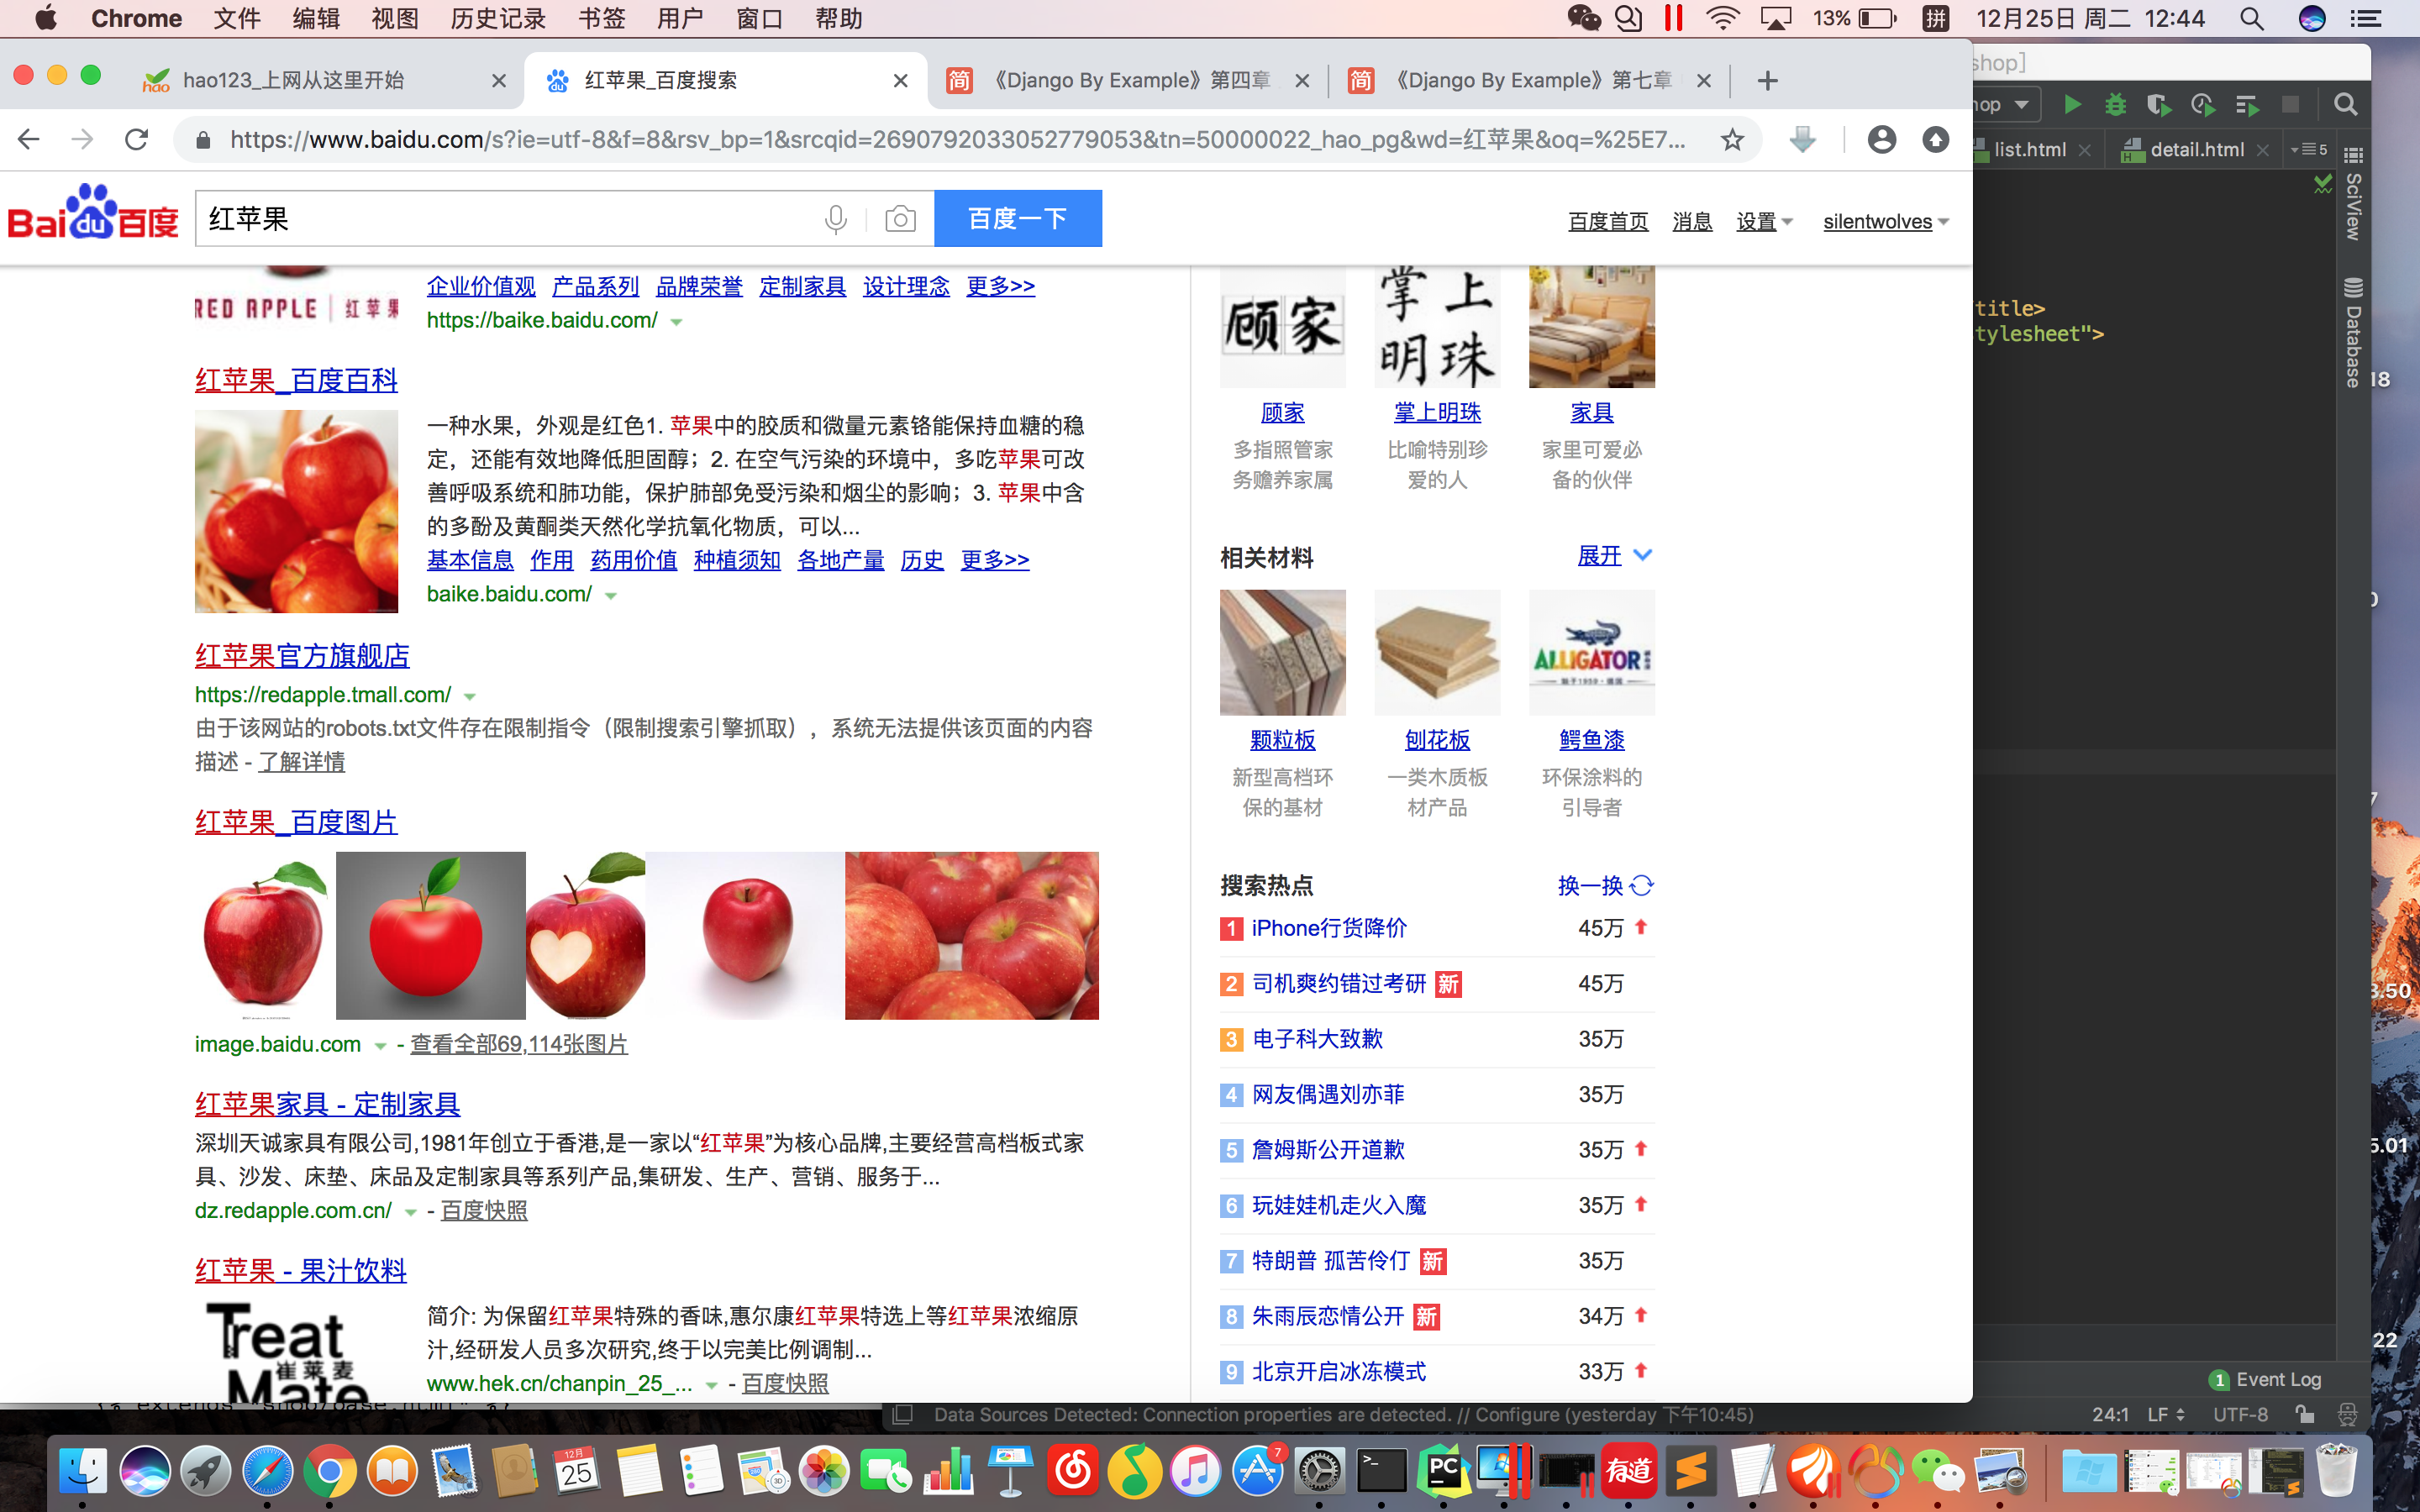 Chrome 文件 编辑 视图 历史记录 书签 用户 窗口 帮助 13% 拼 12月25日 周二 12:44
hao123_上网从这里开始
红苹果_百度搜索
简 《Django By Example》第四章
简 《Django By Example》第七章
https://www.baidu.com/s?ie=utf-8&f=8&rsv_bp=1&srcqid=2690792033052779053&tn=50000022_hao_pg&wd=红苹果&oq=%25E7...
Bai du 百度
红苹果
百度一下
百度首页 消息 设置 silentwolves
RED APPLE | 红苹果
企业价值观 产品系列 品牌荣誉 定制家具 设计理念 更多>>
https://baike.baidu.com/
红苹果_百度百科
一种水果，外观是红色1. 苹果中的胶质和微量元素铬能保持血糖的稳
定，还能有效地降低胆固醇；2. 在空气污染的环境中，多吃苹果可改
善呼吸系统和肺功能，保护肺部免受污染和烟尘的影响；3. 苹果中含
的多酚及黄酮类天然化学抗氧化物质，可以...
基本信息 作用 药用价值 种植须知 各地产量 历史 更多>>
baike.baidu.com/
红苹果官方旗舰店
https://redapple.tmall.com/
由于该网站的robots.txt文件存在限制指令（限制搜索引擎抓取），系统无法提供该页面的内容
描述 - 了解详情
红苹果_百度图片
image.baidu.com - 查看全部69,114张图片
红苹果家具 - 定制家具
深圳天诚家具有限公司,1981年创立于香港,是一家以“红苹果”为核心品牌,主要经营高档板式家
具、沙发、床垫、床品及定制家具等系列产品,集研发、生产、营销、服务于...
dz.redapple.com.cn/ - 百度快照
红苹果 - 果汁饮料
Treat
崔莱麦
Mate
简介: 为保留红苹果特殊的香味,惠尔康红苹果特选上等红苹果浓缩原
汁,经研发人员多次研究,终于以完美比例调制...
www.hek.cn/chanpin_25_... - 百度快照
顾家
掌上
明珠
顾家 掌上明珠 家具
多指照管家 比喻特别珍 家里可爱必
务赡养家属 爱的人 备的伙伴
相关材料 展开
ALLIGATOR
颗粒板 刨花板 鳄鱼漆
新型高档环 一类木质板 环保涂料的
保的基材 材产品 引导者
搜索热点 换一换
1 iPhone行货降价 45万
2 司机爽约错过考研 新 45万
3 电子科大致歉 35万
4 网友偶遇刘亦菲 35万
5 詹姆斯公开道歉 35万
6 玩娃娃机走火入魔 35万
7 特朗普 孤苦伶仃 新 35万
8 朱雨辰恋情公开 新 34万
9 北京开启冰冻模式 33万
shop]
hop
list.html detail.html 5
SciView
Database
title>
tylesheet">
18
3.50
5.01
22
1 Event Log
Data Sources Detected: Connection properties are detected. // Configure (yesterday 下午10:45)
24:1 LF UTF-8
12月
25
7
PC
有道